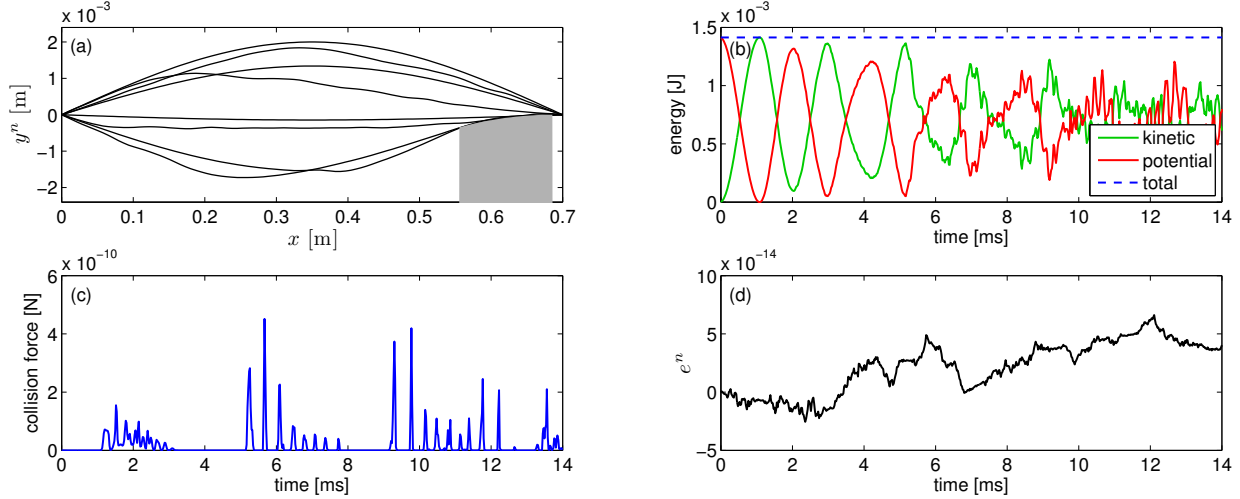 x 10⁻³
(a)
2
1
0
−1
−2
yⁿ [m]
0 0.1 0.2 0.3 0.4 0.5 0.6 0.7
x [m]
x 10⁻³
(b)
1.5
1
0.5
0
energy [J]
kinetic
potential
total
0 2 4 6 8 10 12 14
time [ms]
x 10⁻¹⁰
(c)
6
4
2
0
collision force [N]
0 2 4 6 8 10 12 14
time [ms]
x 10⁻¹⁴
(d)
10
5
0
−5
eⁿ
0 2 4 6 8 10 12 14
time [ms]